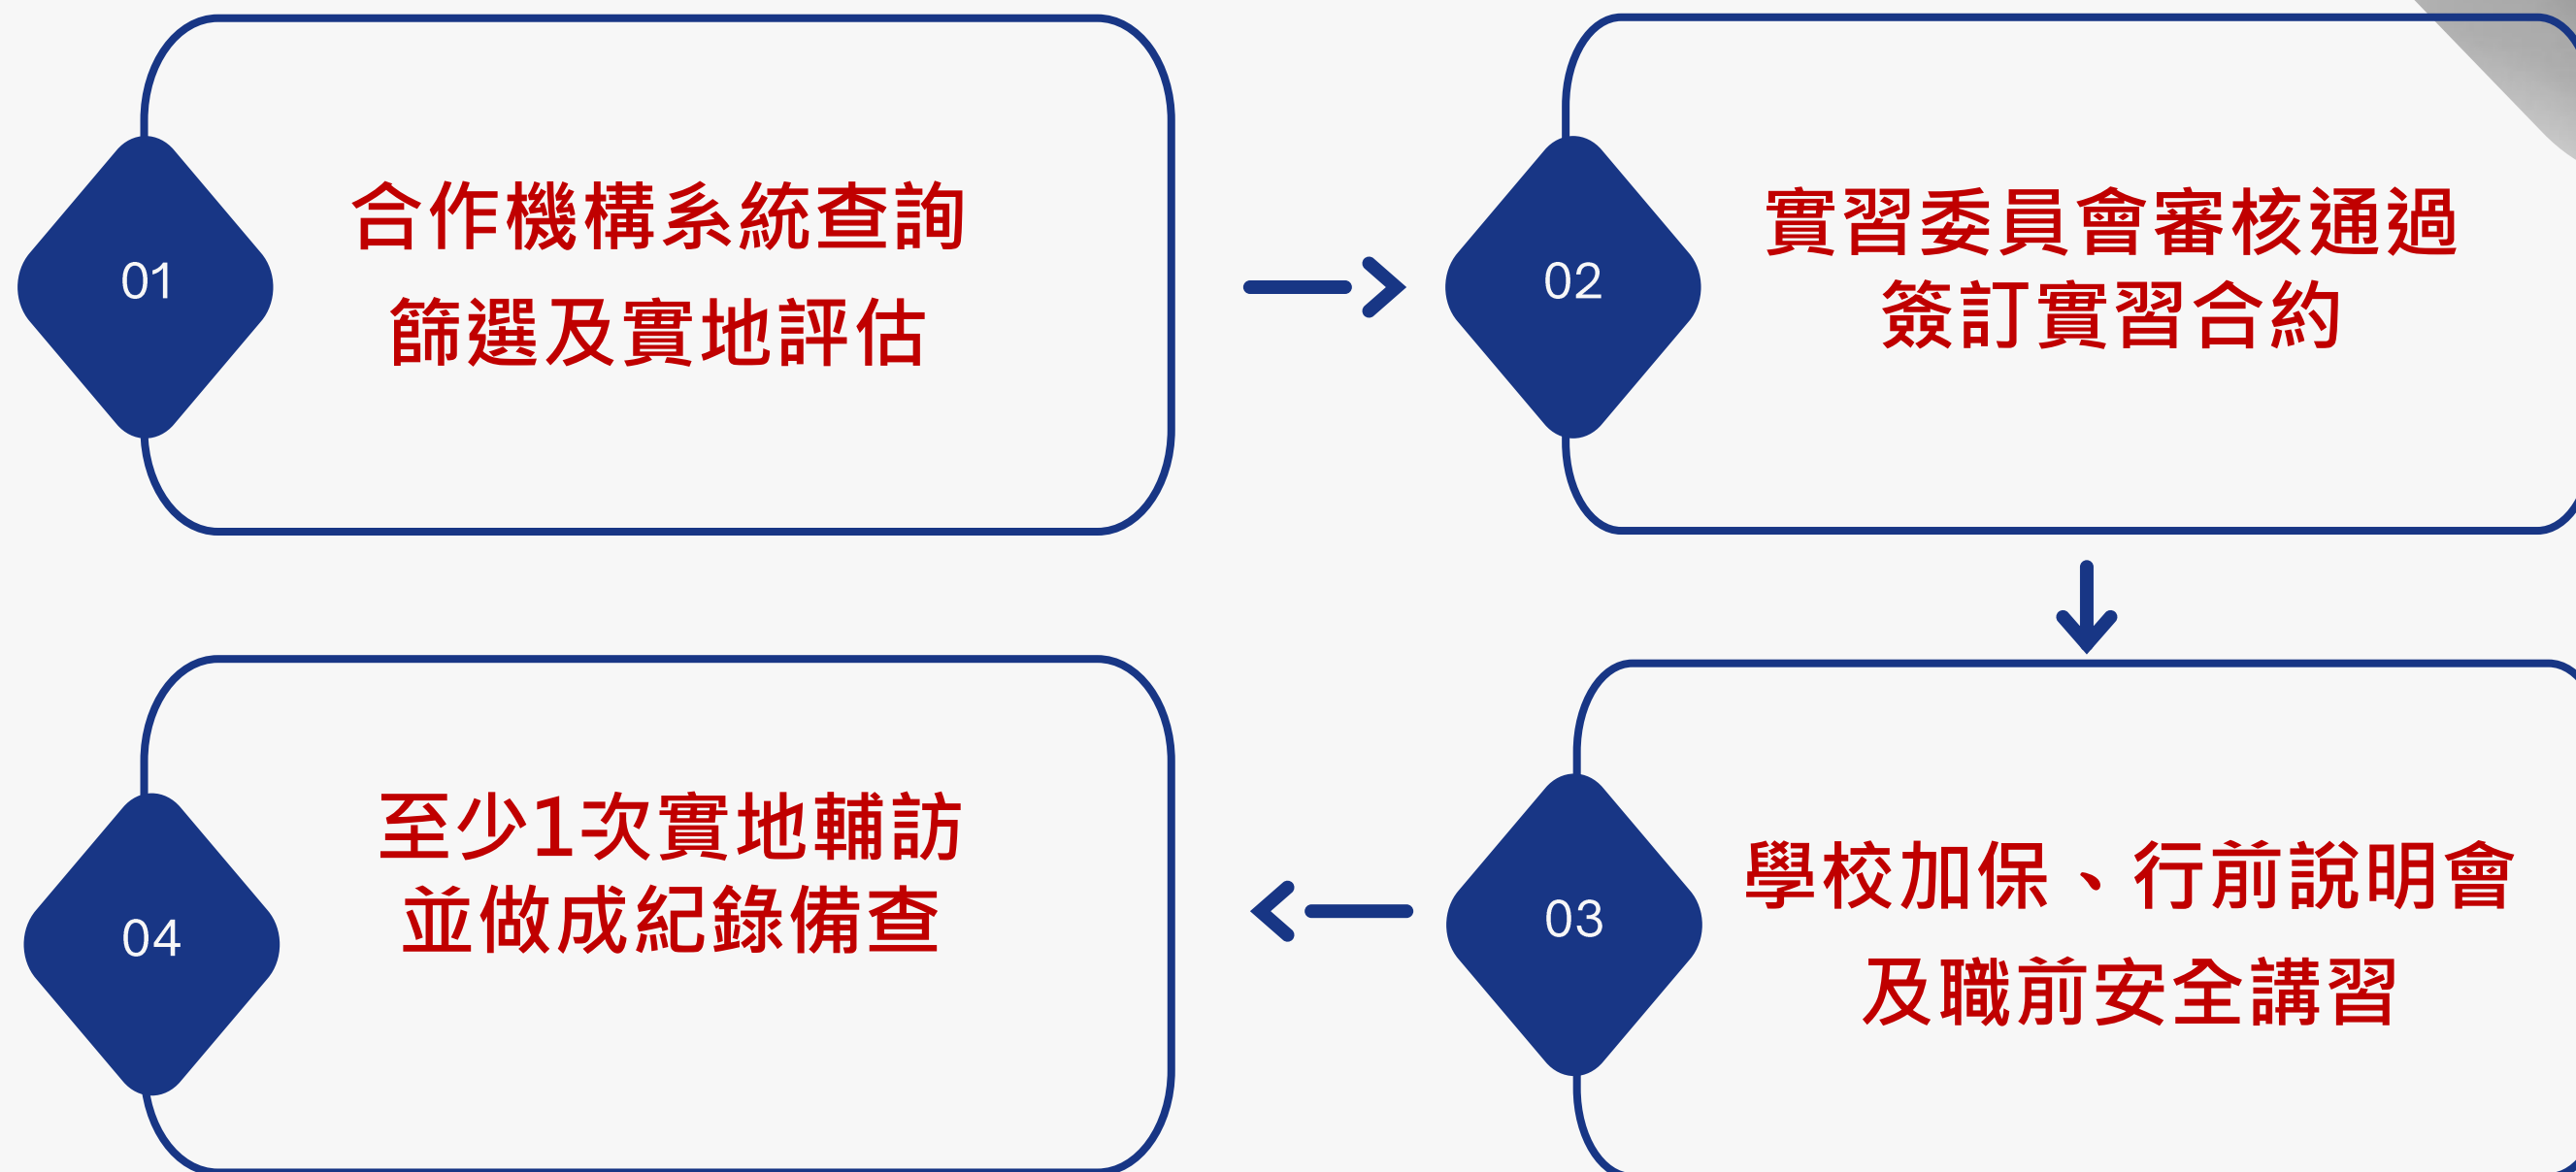 01
合作機構系統查詢
篩選及實地評估
02
實習委員會審核通過
簽訂實習合約
03
學校加保、行前説明會
及職前安全講習
04
至少1次實地輔訪
並做成紀錄備查